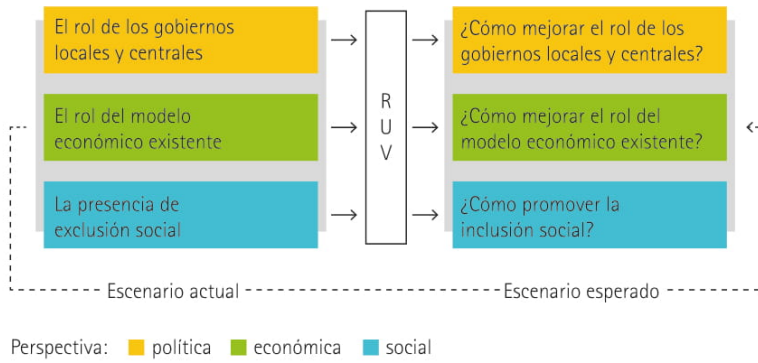 El rol de los gobiernos
locales y centrales
¿Cómo mejorar el rol de los
gobiernos locales y centrales?
El rol del modelo
económico existente
R
U
V
¿Cómo mejorar el rol del
modelo económico existente?
La presencia de
exclusión social
¿Cómo promover la
inclusión social?
Escenario actual
Escenario esperado
Perspectiva: política económica social